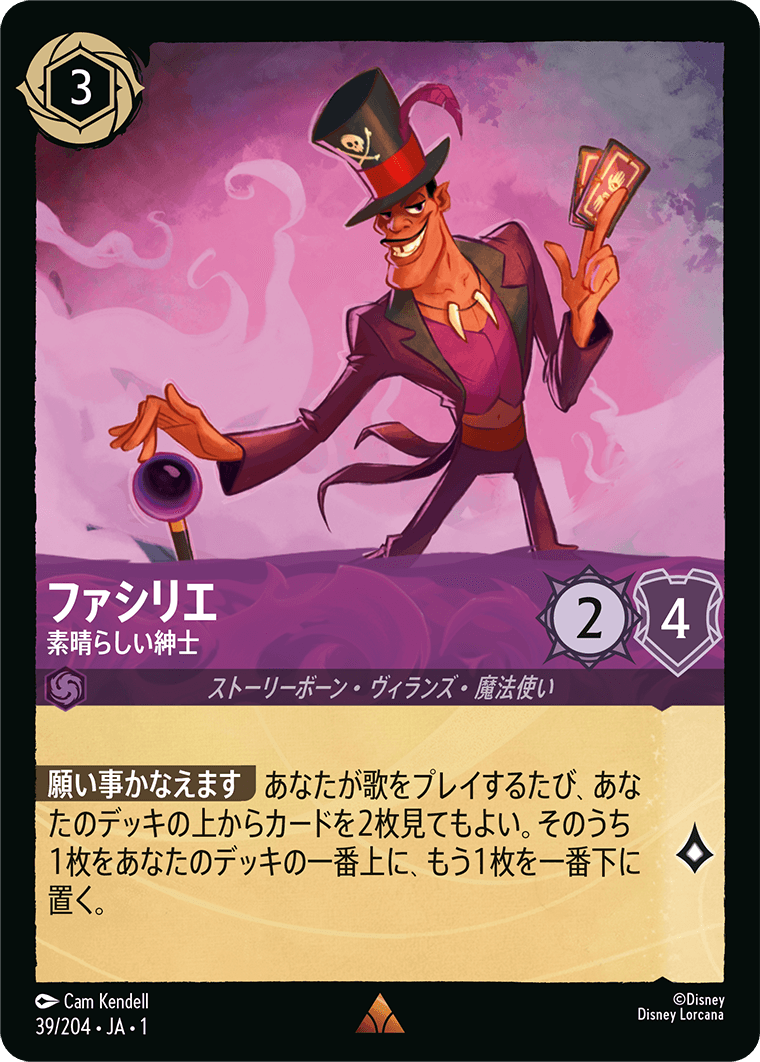 3
ファシリエ
素晴らしい紳士
2
4
ストーリーボーン・ヴィランズ・魔法使い
願い事かなえます あなたが歌をプレイするたび、あな
たのデッキの上からカードを2枚見てもよい。そのうち
1枚をあなたのデッキの一番上に、もう1枚を一番下に
置く。
Cam Kendell
39/204・JA・1
©Disney
Disney Lorcana